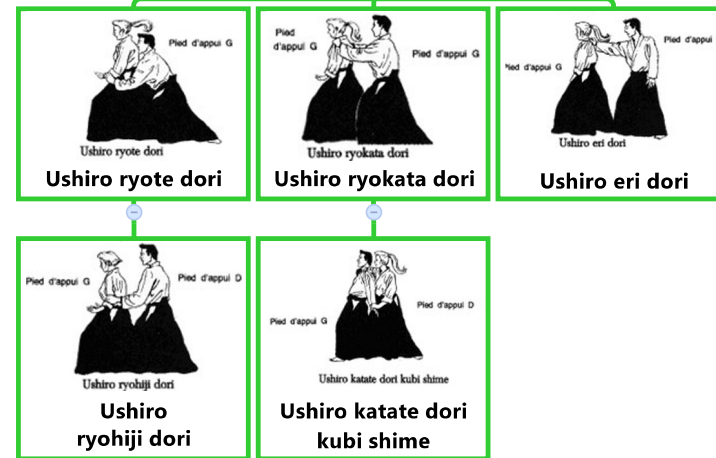 Pied d'appui G
Ushiro ryote dori
Ushiro ryote dori
Pied
d'appui G
Pied d'appui G
Ushiro ryokata dori
Ushiro ryokata dori
Pied d'appui
Pied d'appui G
Ushiro eri dori
Ushiro eri dori
Pied d'appui G
Pied d'appui D
Ushiro ryohiji dori
Ushiro
ryohiji dori
Pied d'appui D
Pied d'appui G
Ushiro katate dori kubi shime
Ushiro katate dori
kubi shime